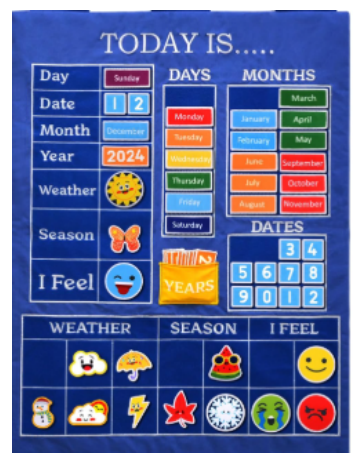 TODAY IS.....
Day Sunday
Date 1 2
Month December
Year 2024
Weather
Season
I Feel
DAYS
Monday
Tuesday
Wednesday
Thursday
Friday
Saturday
YEARS
MONTHS
March
January April
February May
June September
July October
August November
DATES
3 4
5 6 7 8
9 0 1 2
WEATHER SEASON I FEEL